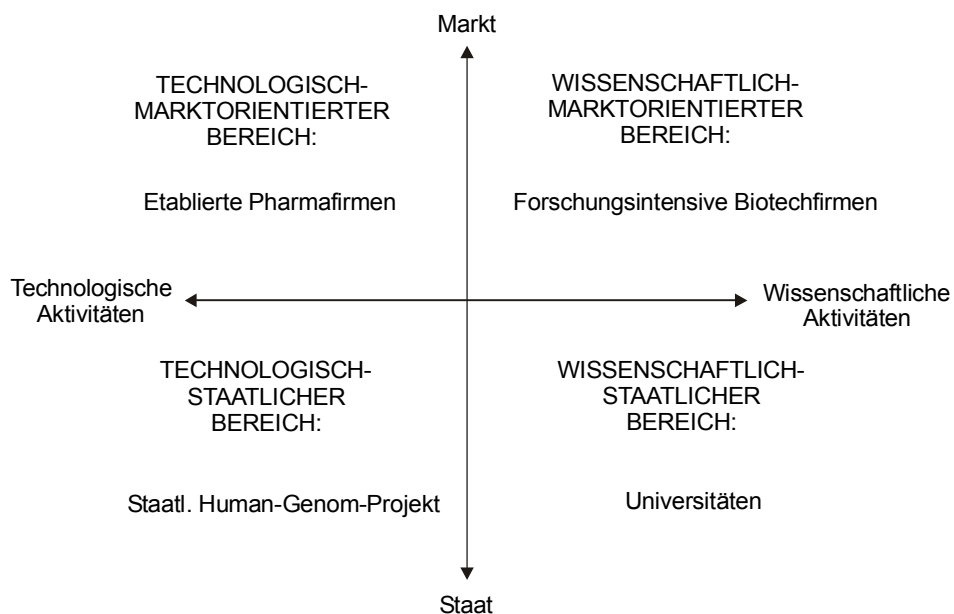 Markt
TECHNOLOGISCH-
MARKTORIENTIERTER
BEREICH:
Etablierte Pharmafirmen
WISSENSCHAFTLICH-
MARKTORIENTIERTER
BEREICH:
Forschungsintensive Biotechfirmen
Technologische
Aktivitäten
Wissenschaftliche
Aktivitäten
TECHNOLOGISCH-
STAATLICHER
BEREICH:
Staatl. Human-Genom-Projekt
WISSENSCHAFTLICH-
STAATLICHER
BEREICH:
Universitäten
Staat